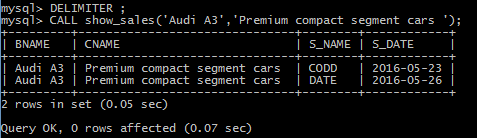 mysql> DELIMITER ;
mysql> CALL show_sales('Audi A3','Premium compact segment cars ');
+---------+------------------------------+--------+------------+
| BNAME   | CNAME                        | S_NAME | S_DATE     |
+---------+------------------------------+--------+------------+
| Audi A3 | Premium compact segment cars | CODD   | 2016-05-23 |
| Audi A3 | Premium compact segment cars | DATE   | 2016-05-26 |
+---------+------------------------------+--------+------------+
2 rows in set (0.05 sec)
Query OK, 0 rows affected (0.07 sec)